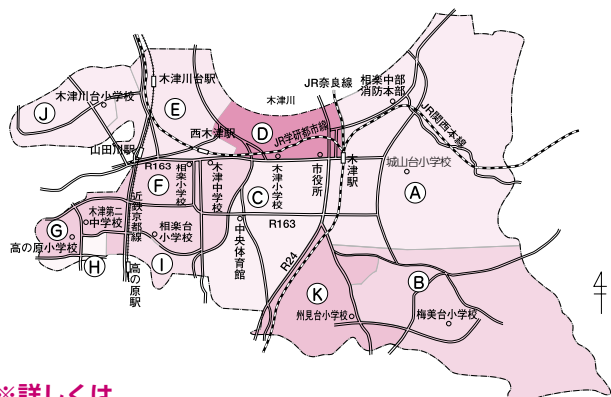 木津川台駅
木津川
JR奈良線
相楽中部
消防本部
木津川台小学校
J
E
D
西木津駅
JR学研都市線
JR関西本線
山田川駅
R163
F
相楽小学校
木津中学校
木津小学校
市役所
木津駅
城山台小学校
A
C
G
木津第二
中学校
近鉄京都線
相楽台
小学校
中央体育館
R163
高の原小学校
H
高の原駅
I
R24
K
B
州見台小学校
梅美台小学校
※詳しくは